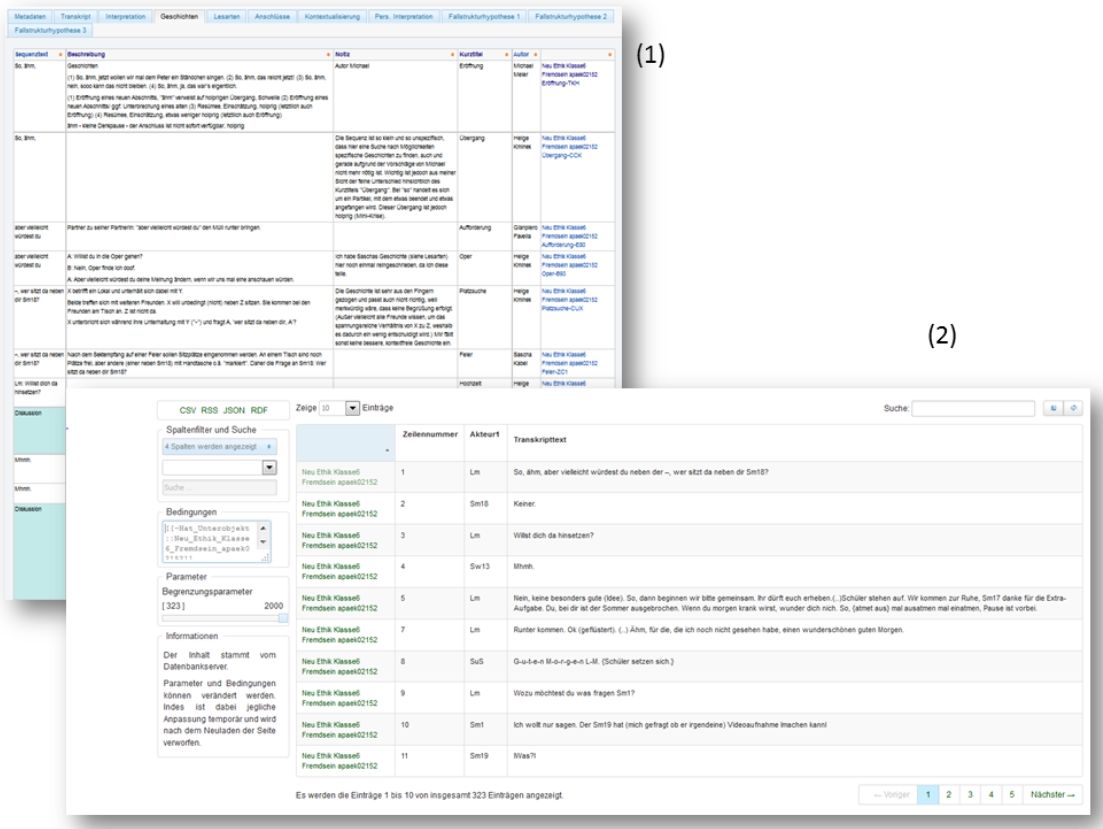 Metadaten Transkript Interpretation Geschichten Lesarten Anschlüsse Kontextualisierung Pers. Interpretation Fallstrukturhypothese 1 Fallstrukturhypothese 2
Fallstrukturhypothese 3
(1)
Sequenztext Beschreibung Notiz Kurztitel Autor
So, ähm, Geschichten Autor Michael Eröffnung Michael Meier Neu Ethik Klasse6 Fremdsein apaek02152 Eröffnung-TKH
(1) So, ähm, jetzt wollen wir mal dem Peter ein Ständchen singen. (2) So, ähm, das reicht jetzt! (3) So, ähm,
nein, sooo kann das nicht bleiben. (4) So, ähm, ja, das war's eigentlich.
(1) Eröffnung eines neuen Abschnitts, "ähm" verweist auf holprigen Übergang, Schwelle (2) Eröffnung eines
neuen Abschnitts/ ggf. Unterbrechung eines alten (3) Resümee, Einschätzung, holprig (letztlich auch
Eröffnung) (4) Resümee, Einschätzung, etwas weniger holprig (letztlich auch Eröffnung)
ähm - kleine Denkpause - der Anschluss ist nicht sofort verfügbar, holprig
So, ähm, Übergang Helge Kminek Neu Ethik Klasse6 Fremdsein apaek02152 Übergang-CCK
Die Sequenz ist so klein und so unspezifisch,
dass hier eine Suche nach Möglichkeiten
spezifische Geschichten zu finden, auch und
gerade aufgrund der Vorschläge von Michael
nicht mehr nötig ist. Wichtig ist jedoch aus meiner
Sicht der feine Unterschied hinsichtlich des
Kurztitels "Übergang". Bei "so" handelt es sich
um ein Partikel, mit dem etwas beendet und etwas
angefangen wird. Dieser Übergang ist jedoch
holprig (Mini-Krise).
aber vielleicht würdest du Partner zu seiner Partnerin: "aber vielleicht würdest du" den Müll runter bringen. Aufforderung Gianpiero Favella Neu Ethik Klasse6 Fremdsein apaek02152
aber vielleicht würdest du Oper Helge Kminek Neu Ethik Klasse6 Fremdsein apaek02152
A: Willst du in die Oper gehen?
B: Nein, Oper finde ich doof.
A: Aber vielleicht würdest du deine Meinung ändern, wenn wir uns mal eine anschauen würden.
Ich habe Saschas Geschichte (siehe Lesarten)
hier noch einmal reingeschrieben, da ich diese
teile.
–, wer sitzt da neben dir Sm18? Platzsuche Helge Kminek Neu Ethik Klasse6 Fremdsein apaek02152 Platzsuche-CUX
X betrifft ein Lokal und unterhält sich dabei mit Y.
Beide treffen sich mit weiteren Freunden. X will unbedingt (nicht) neben Z sitzen. Sie kommen bei den
Freunden am Tisch an. Z ist nicht da.
X unterbricht sich während ihre Unterhaltung mit Y ("-") und fragt A, 'wer sitzt da neben dir, A'?
Die Geschichte ist sehr aus den Fingern
gezogen und passt auch nicht richtig, weil
merkwürdig wäre, dass keine Begrüßung erfolgt.
(Außer vielleicht alle Freunde wissen, um das
spannungsreiche Verhältnis von X zu Z, weshalb
es dadurch ein wenig entschuldigt wird.) Mir fällt
sonst keine bessere, kontextfreie Geschichte ein.
–, wer sitzt da neben dir Sm18? Feier Sascha Kabel Neu Ethik Klasse6 Fremdsein apaek02152 Feier-ZC1
Nach dem Sektempfang auf einer Feier sollen Sitzplätze eingenommen werden. An einem Tisch sind noch
Plätze frei, aber andere (einer neben Sm18) mit Handtasche o.ä. "markiert". Daher die Frage an Sm18: Wer
sitzt da neben dir Sm18?
Lm: Willst dich da hinsetzen? Hochzeit Helge Neu Ethik Klasse6
Diskussion
Mhmh.
Mhmh.
Diskussion
(2)
CSV RSS JSON RDF
Spaltenfilter und Suche
4 Spalten werden angezeigt
Suche ...
Bedingungen
[[-Hat_Unterobjekt
::Neu_Ethik_Klasse
6_Fremdsein_apaek0
Parameter
Begrenzungsparameter
[323] 2000
Informationen
Der Inhalt stammt vom
Datenbankserver.
Parameter und Bedingungen
können verändert werden.
Indes ist dabei jegliche
Anpassung temporär und wird
nach dem Neuladen der Seite
verworfen.
Zeige 10 Einträge Suche:
Zeilennummer Akteur1 Transkripttext
Neu Ethik Klasse6 Fremdsein apaek02152 1 Lm So, ähm, aber vielleicht würdest du neben der –, wer sitzt da neben dir Sm18?
Neu Ethik Klasse6 Fremdsein apaek02152 2 Sm18 Keiner.
Neu Ethik Klasse6 Fremdsein apaek02152 3 Lm Willst dich da hinsetzen?
Neu Ethik Klasse6 Fremdsein apaek02152 4 Sw13 Mhmh.
Neu Ethik Klasse6 Fremdsein apaek02152 5 Lm Nein, keine besonders gute (Idee). So, dann beginnen wir bitte gemeinsam. Ihr dürft euch erheben.(..)Schüler stehen auf. Wir kommen zur Ruhe, Sm17 danke für die Extra-
Aufgabe. Du, bei dir ist der Sommer ausgebrochen. Wenn du morgen krank wirst, wunder dich nich. So, {atmet aus} mal ausatmen mal einatmen, Pause ist vorbei.
Neu Ethik Klasse6 Fremdsein apaek02152 7 Lm Runter kommen. Ok (geflüstert). (..) Ähm, für die, die ich noch nicht gesehen habe, einen wunderschönen guten Morgen.
Neu Ethik Klasse6 Fremdsein apaek02152 8 SuS G-u-t-e-n M-o-r-g-e-n L-M. {Schüler setzen sich.}
Neu Ethik Klasse6 Fremdsein apaek02152 9 Lm Wozu möchtest du was fragen Sm1?
Neu Ethik Klasse6 Fremdsein apaek02152 10 Sm1 Ich wollt nur sagen. Der Sm19 hat (mich gefragt ob er irgendeine) Videoaufnahme lmachen kannl
Neu Ethik Klasse6 Fremdsein apaek02152 11 Sm19 lWas?l
Es werden die Einträge 1 bis 10 von insgesamt 323 Einträgen angezeigt.
← Voriger 1 2 3 4 5 Nächster →